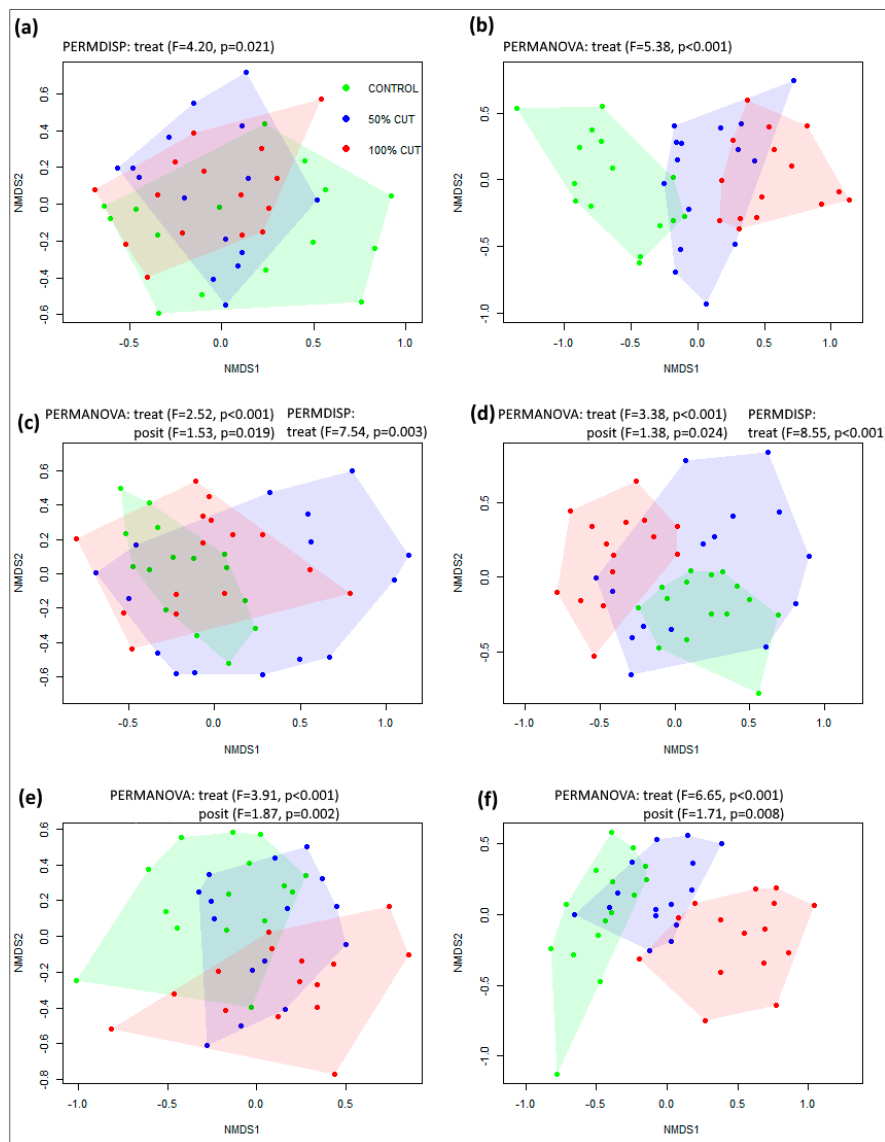 (a)
PERMDISP: treat (F=4.20, p=0.021)
CONTROL
50% CUT
100% CUT
NMDS2
0.6
0.4
0.2
0.0
-0.2
-0.4
-0.6
-0.5
0.0
0.5
1.0
NMDS1
(b)
PERMANOVA: treat (F=5.38, p<0.001)
NMDS2
0.5
0.0
-0.5
-1.0
-1.0
-0.5
0.0
0.5
1.0
NMDS1
(c)
PERMANOVA: treat (F=2.52, p<0.001)
posit (F=1.53, p=0.019)
PERMDISP:
treat (F=7.54, p=0.003)
NMDS2
0.6
0.4
0.2
0.0
-0.2
-0.4
-0.6
-0.5
0.0
0.5
1.0
NMDS1
(d)
PERMANOVA: treat (F=3.38, p<0.001)
posit (F=1.38, p=0.024)
PERMDISP:
treat (F=8.55, p<0.001)
NMDS2
0.5
0.0
-0.5
-1.0
-0.5
0.0
0.5
1.0
NMDS1
(e)
PERMANOVA: treat (F=3.91, p<0.001)
posit (F=1.87, p=0.002)
NMDS2
0.6
0.4
0.2
0.0
-0.2
-0.4
-0.6
-0.8
-1.0
-0.5
0.0
0.5
NMDS1
(f)
PERMANOVA: treat (F=6.65, p<0.001)
posit (F=1.71, p=0.008)
NMDS2
0.5
0.0
-0.5
-1.0
-1.0
-0.5
0.0
0.5
1.0
NMDS1